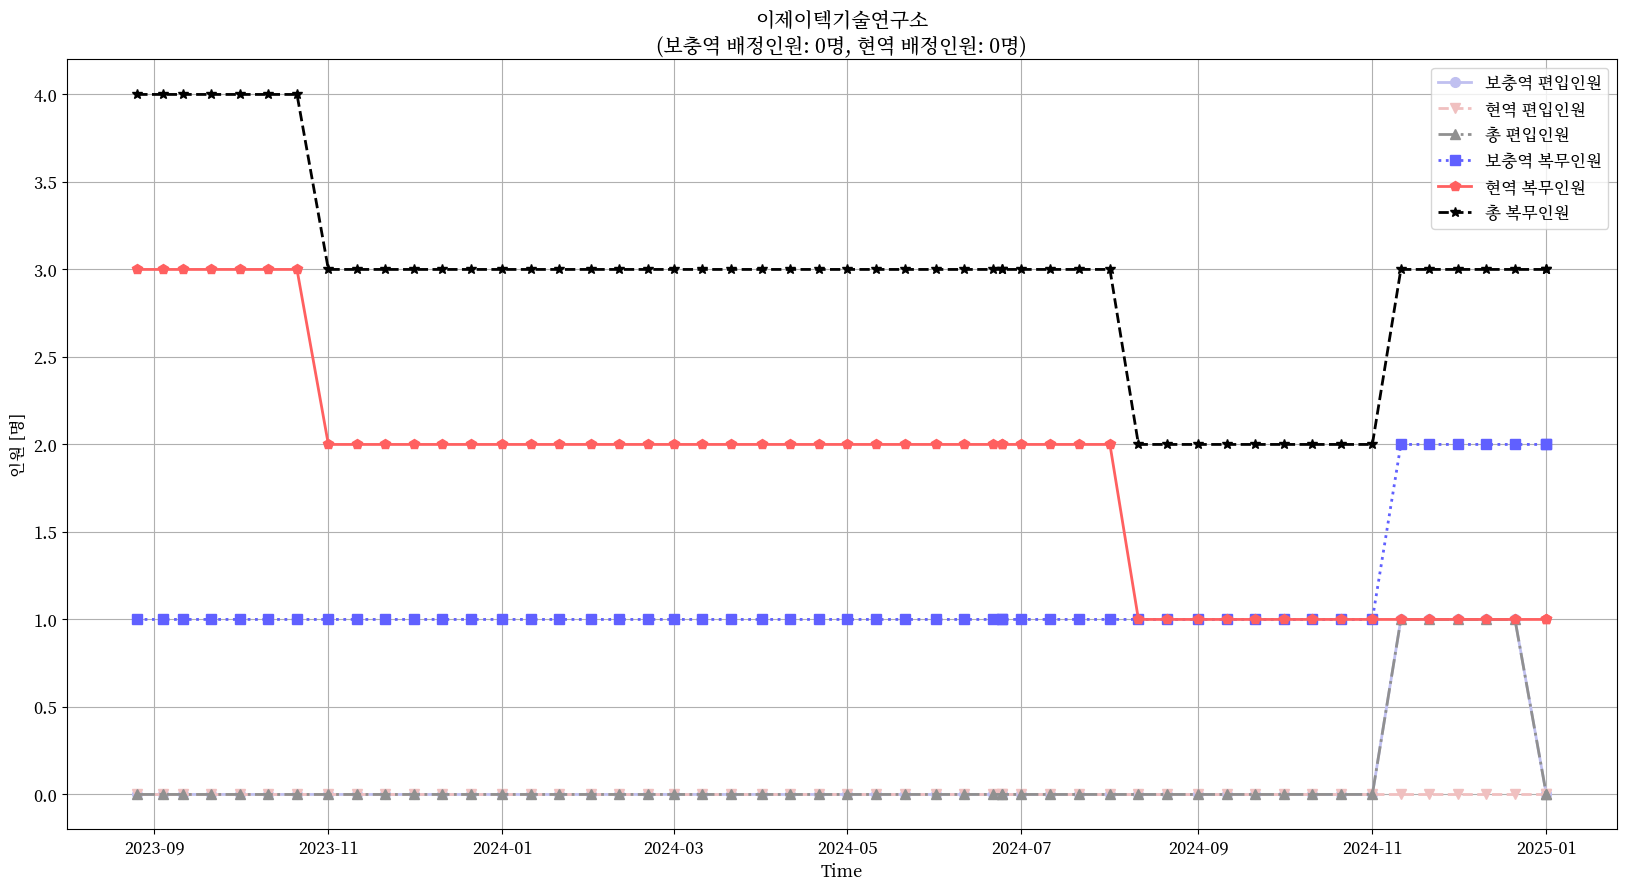 이제이텍기술연구소
(보충역 배정인원: 0명, 현역 배정인원: 0명)
보충역 편입인원
현역 편입인원
총 편입인원
보충역 복무인원
현역 복무인원
총 복무인원
인원 [명]
4.0
3.5
3.0
2.5
2.0
1.5
1.0
0.5
0.0
2023-09 2023-11 2024-01 2024-03 2024-05 2024-07 2024-09 2024-11 2025-01
Time